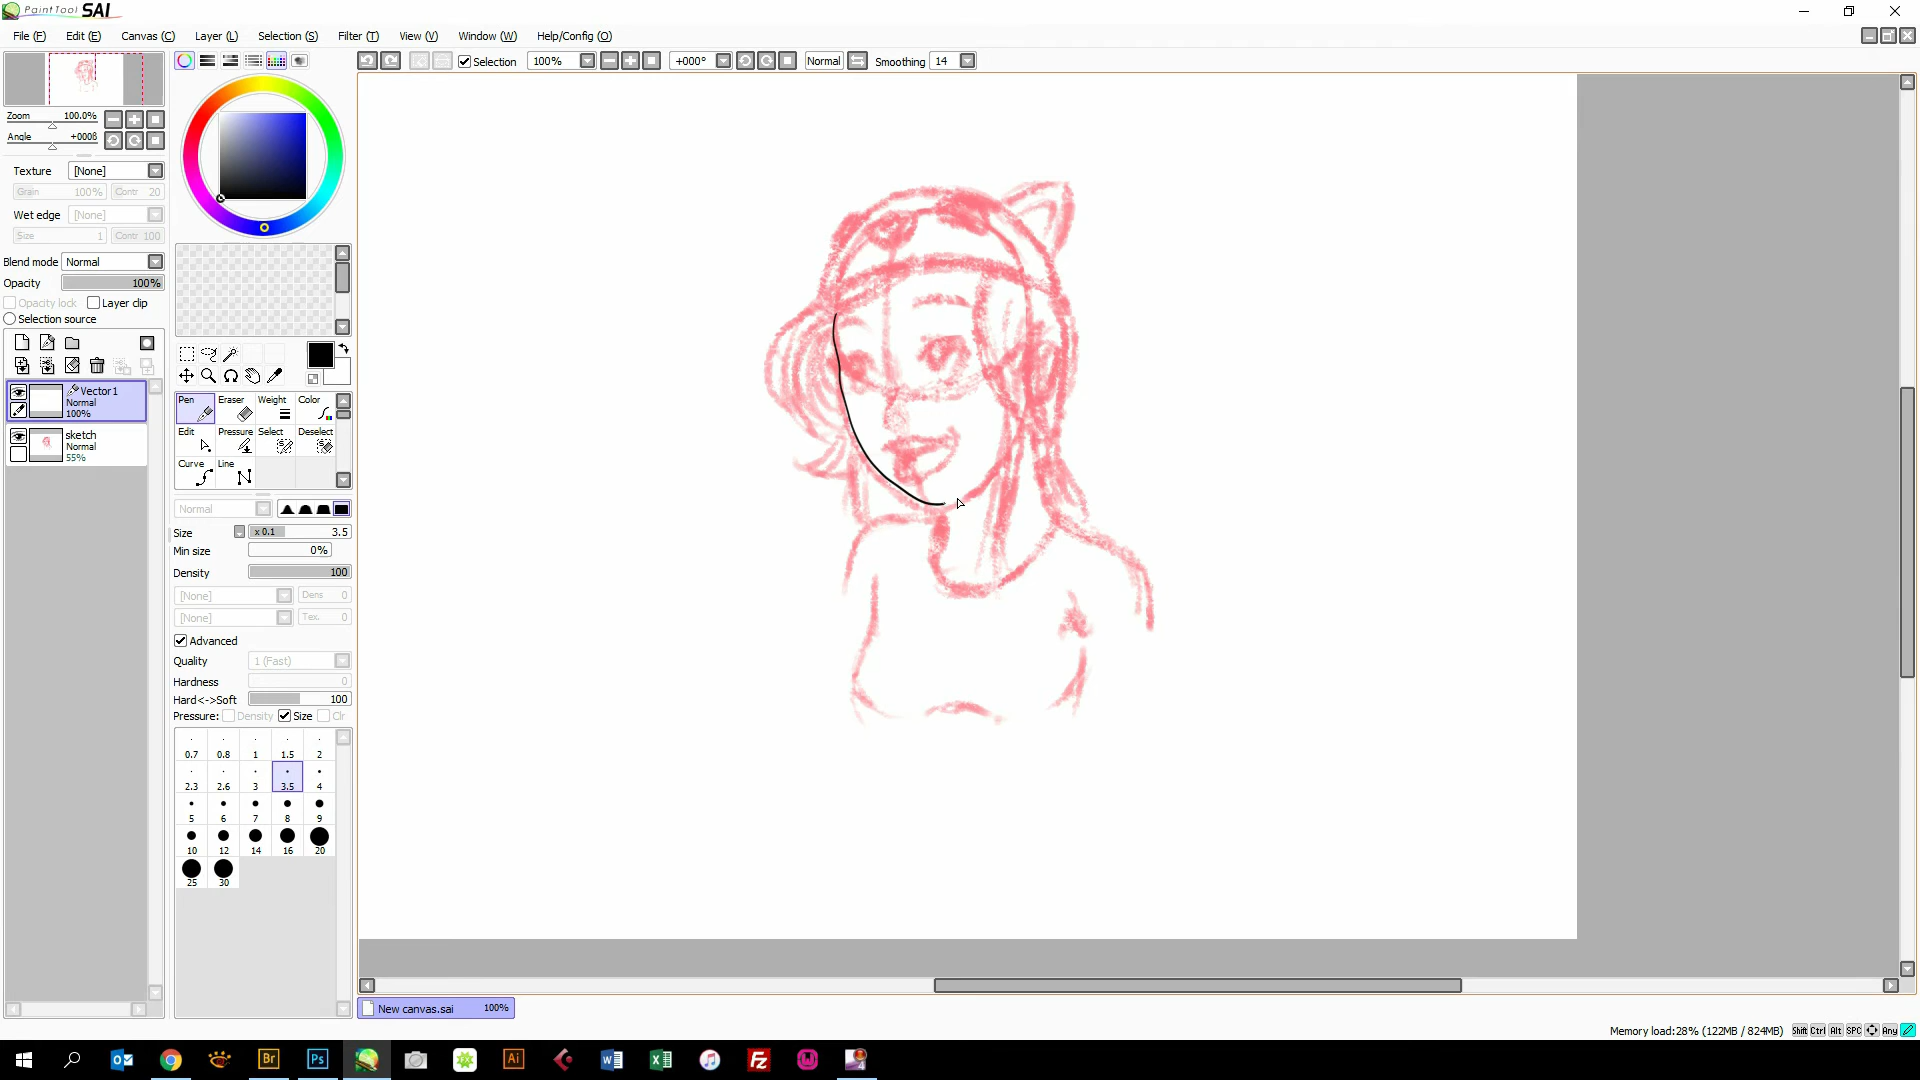 PaintTool SAI
File (F) Edit (E) Canvas (C) Layer (L) Selection (S) Filter (T) View (V) Window (W) Help/Config (O)
Selection 100% +000° Normal Smoothing 14
Zoom 100.0%
Angle +000ß
Texture [None]
Grain 100% Contr 20
Wet edge [None]
Size 1 Contr 100
Blend mode Normal
Opacity 100%
Opacity lock Layer clip
Selection source
Vector1
Normal
100%
sketch
Normal
55%
Pen Eraser Weight Color
Edit Pressure Select Deselect
Curve Line
Normal
Size x 0.1 3.5
Min size 0%
Density 100
[None] Dens 0
[None] Tex. 0
Advanced
Quality 1 (Fast)
Hardness 0
Hard<->Soft 100
Pressure: Density Size Clr
0.7 0.8 1 1.5 2
2.3 2.6 3 3.5 4
5 6 7 8 9
10 12 14 16 20
25 30
New canvas.sai 100%
Memory load:28% (122MB / 824MB) Shift Ctrl Alt SPC Any
Br Ps Ai Fz